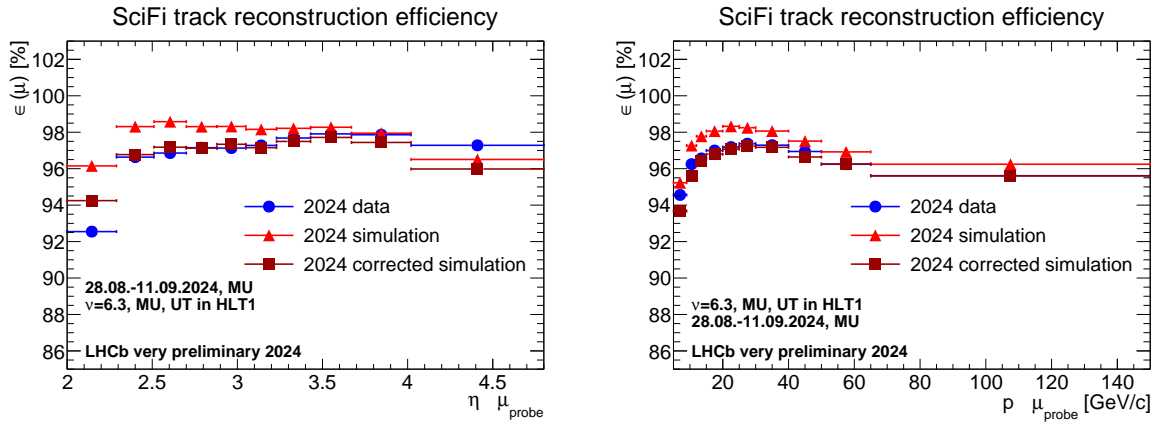 SciFi track reconstruction efficiency
∈ (μ) [%]
102
100
98
96
94
92
90
88
86
2024 data
2024 simulation
2024 corrected simulation
28.08.-11.09.2024, MU
ν=6.3, MU, UT in HLT1
LHCb very preliminary 2024
2 2.5 3 3.5 4 4.5
η μprobe
SciFi track reconstruction efficiency
∈ (μ) [%]
102
100
98
96
94
92
90
88
86
2024 data
2024 simulation
2024 corrected simulation
ν=6.3, MU, UT in HLT1
28.08.-11.09.2024, MU
LHCb very preliminary 2024
20 40 60 80 100 120 140
p μprobe [GeV/c]